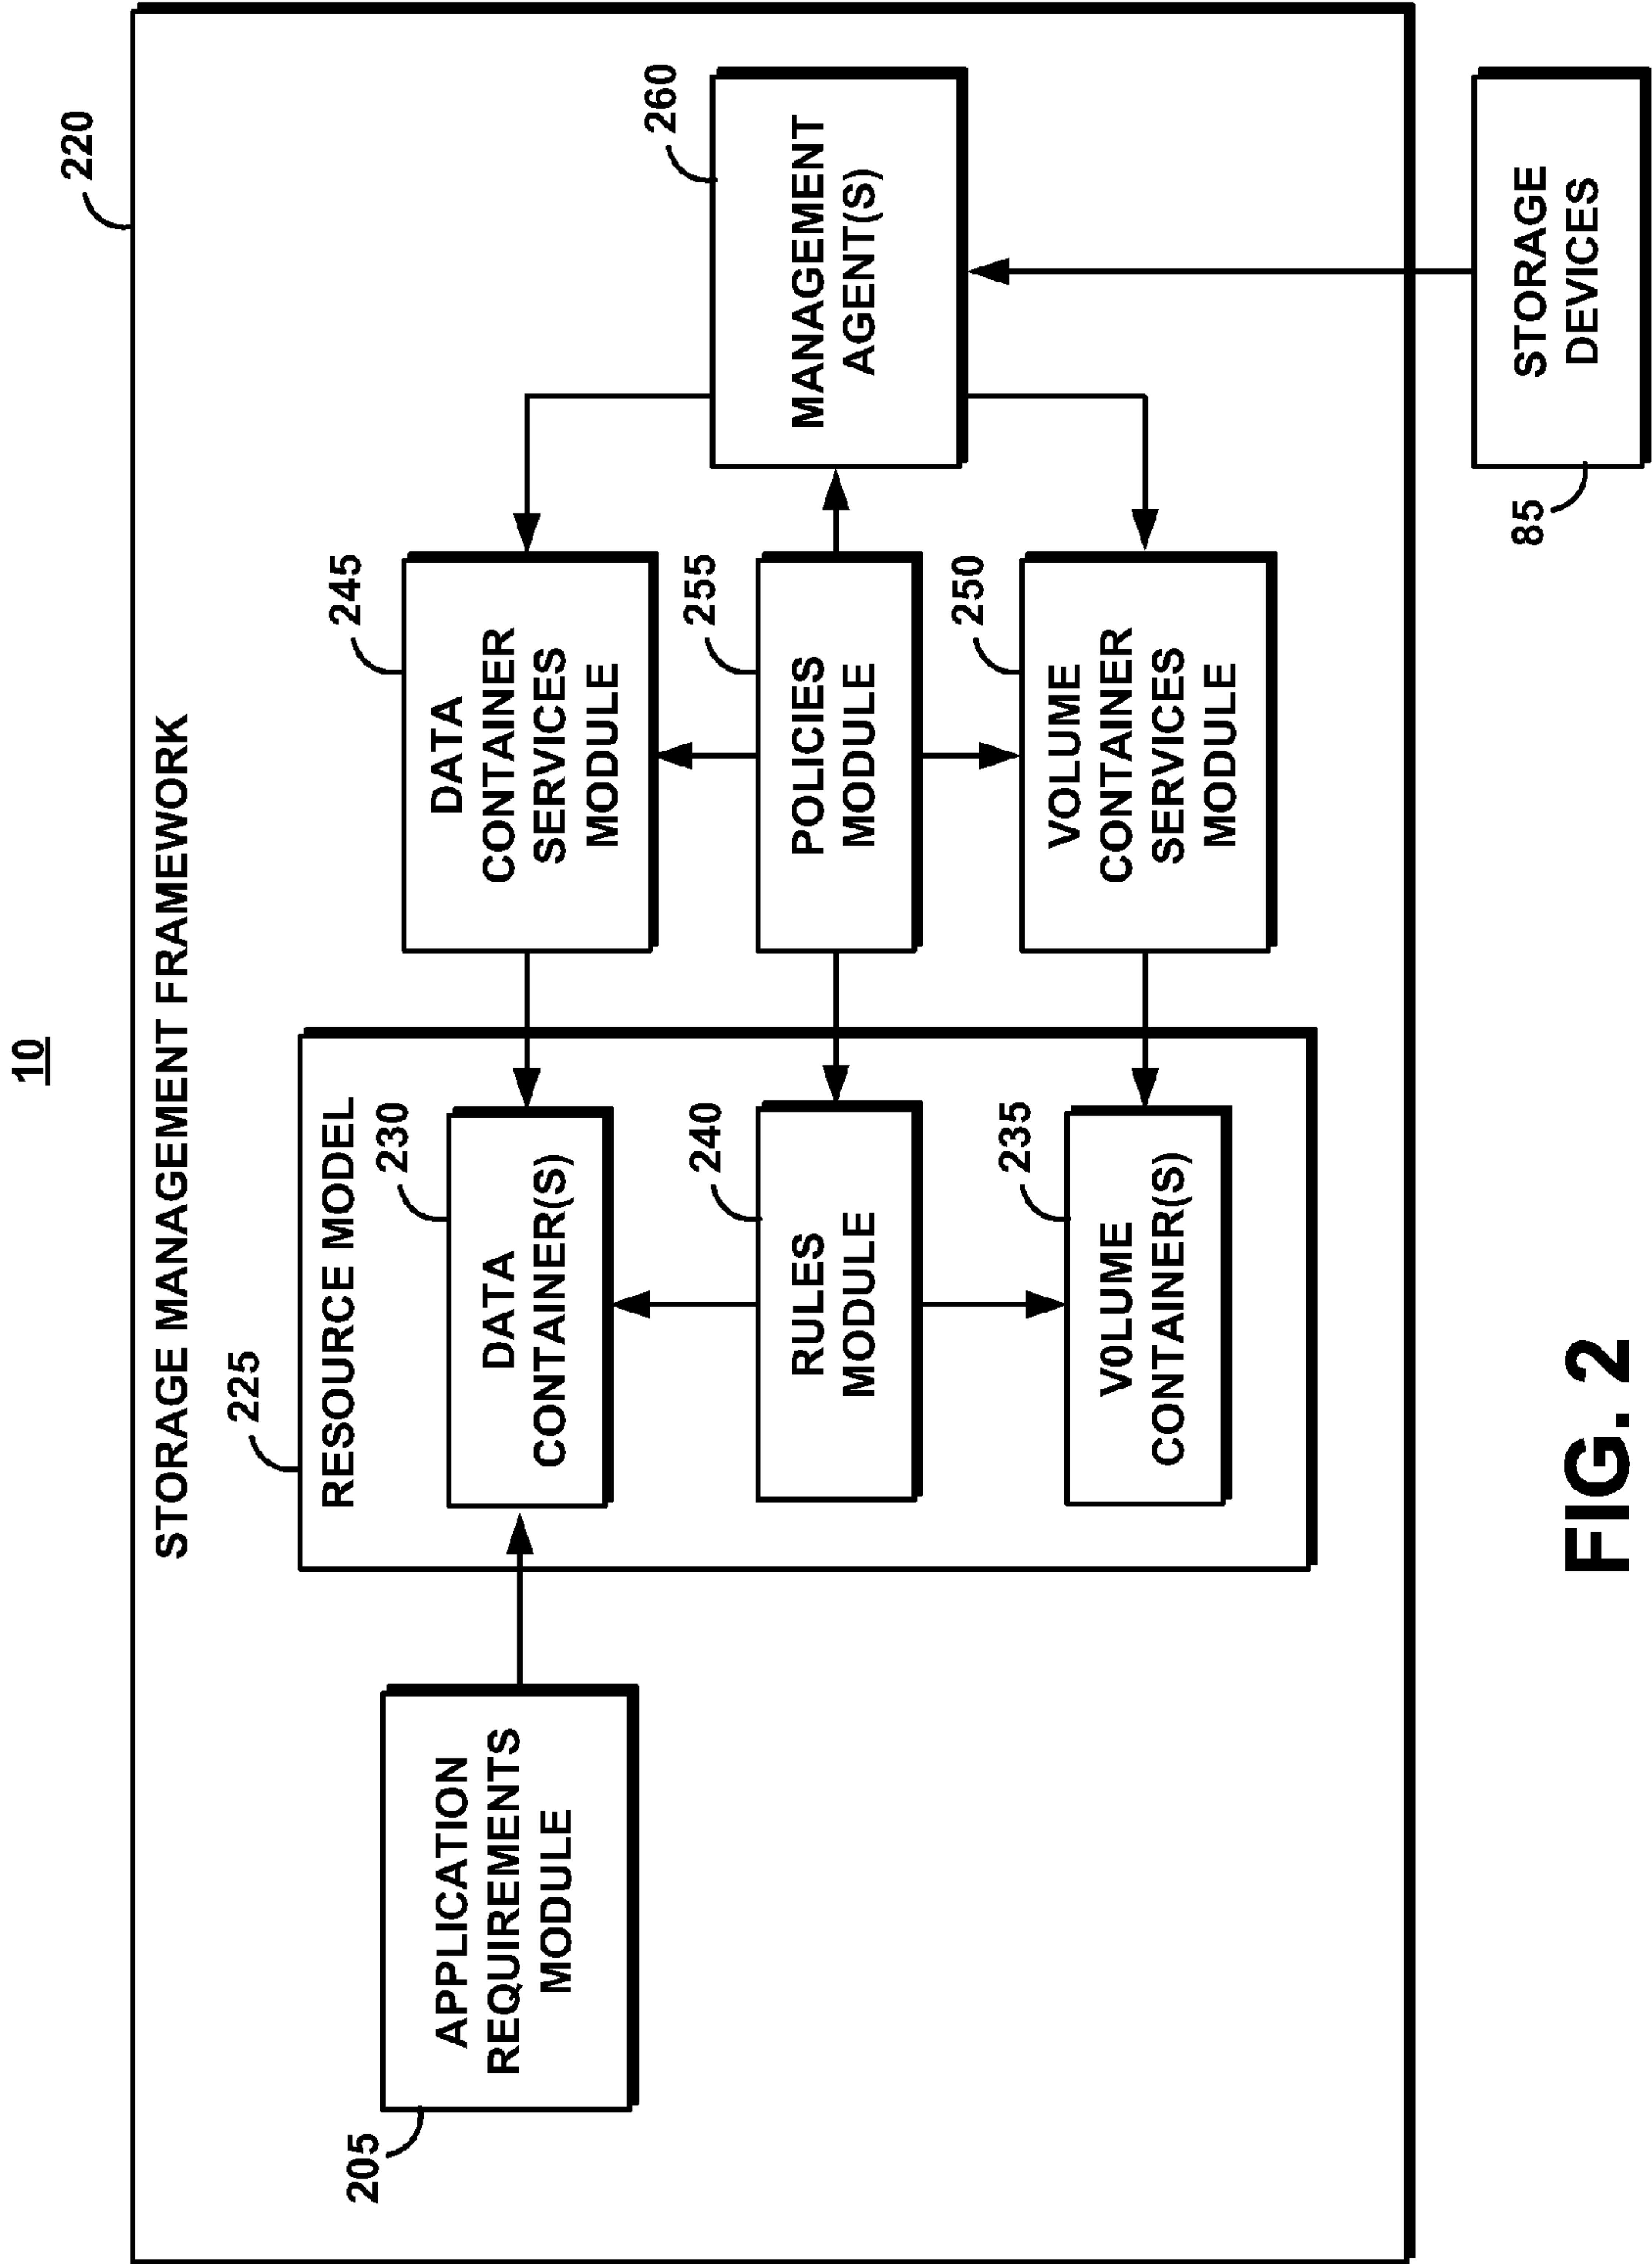 10
220
STORAGE MANAGEMENT FRAMEWORK
225
RESOURCE MODEL
205
APPLICATION
REQUIREMENTS
MODULE
230
DATA
CONTAINER(S)
240
RULES
MODULE
235
V0LUME
CONTAINER(S)
245
DATA
CONTAINER
SERVICES
MODULE
255
POLICIES
MODULE
250
VOLUME
CONTAINER
SERVICES
MODULE
260
MANAGEMENT
AGENT(S)
85
STORAGE
DEVICES
FIG. 2